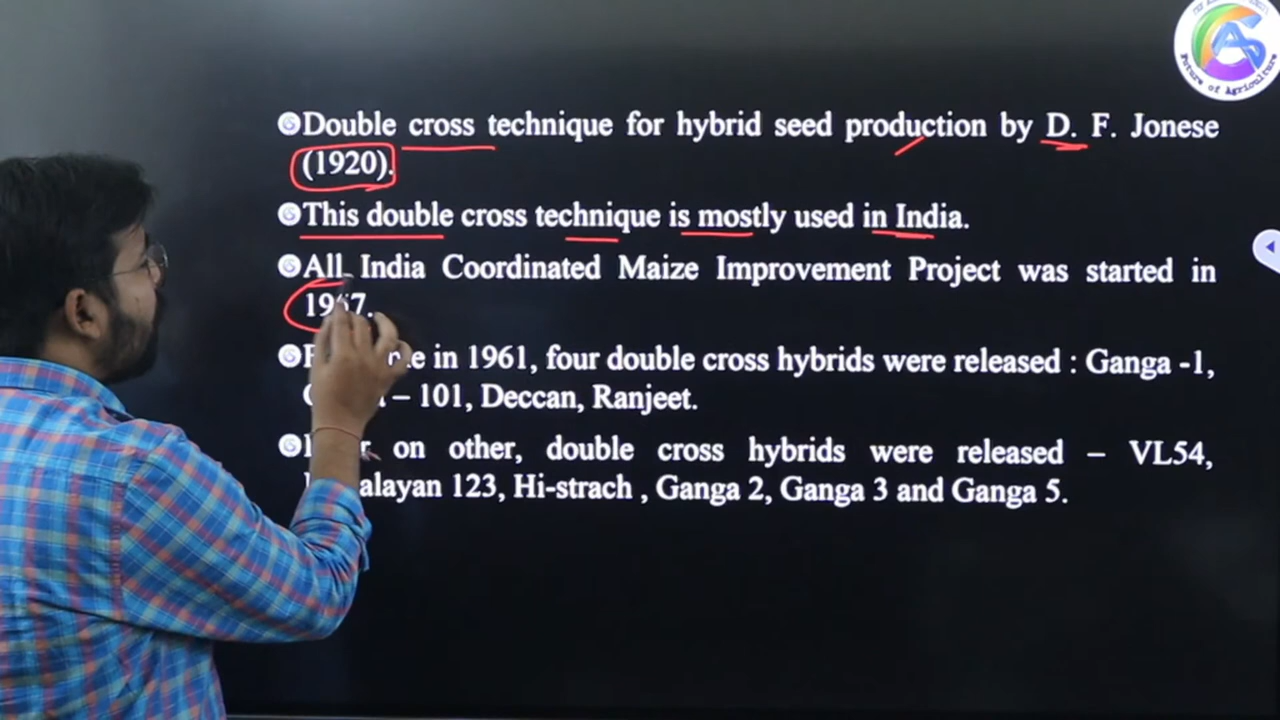 Double cross technique for hybrid seed production by D. F. Jonese
(1920).
This double cross technique is mostly used in India.
All India Coordinated Maize Improvement Project was started in
in 1961, four double cross hybrids were released : Ganga -1,
– 101, Deccan, Ranjeet.
on other, double cross hybrids were released – VL54,
123, Hi-strach , Ganga 2, Ganga 3 and Ganga 5.
Future of Agriculture